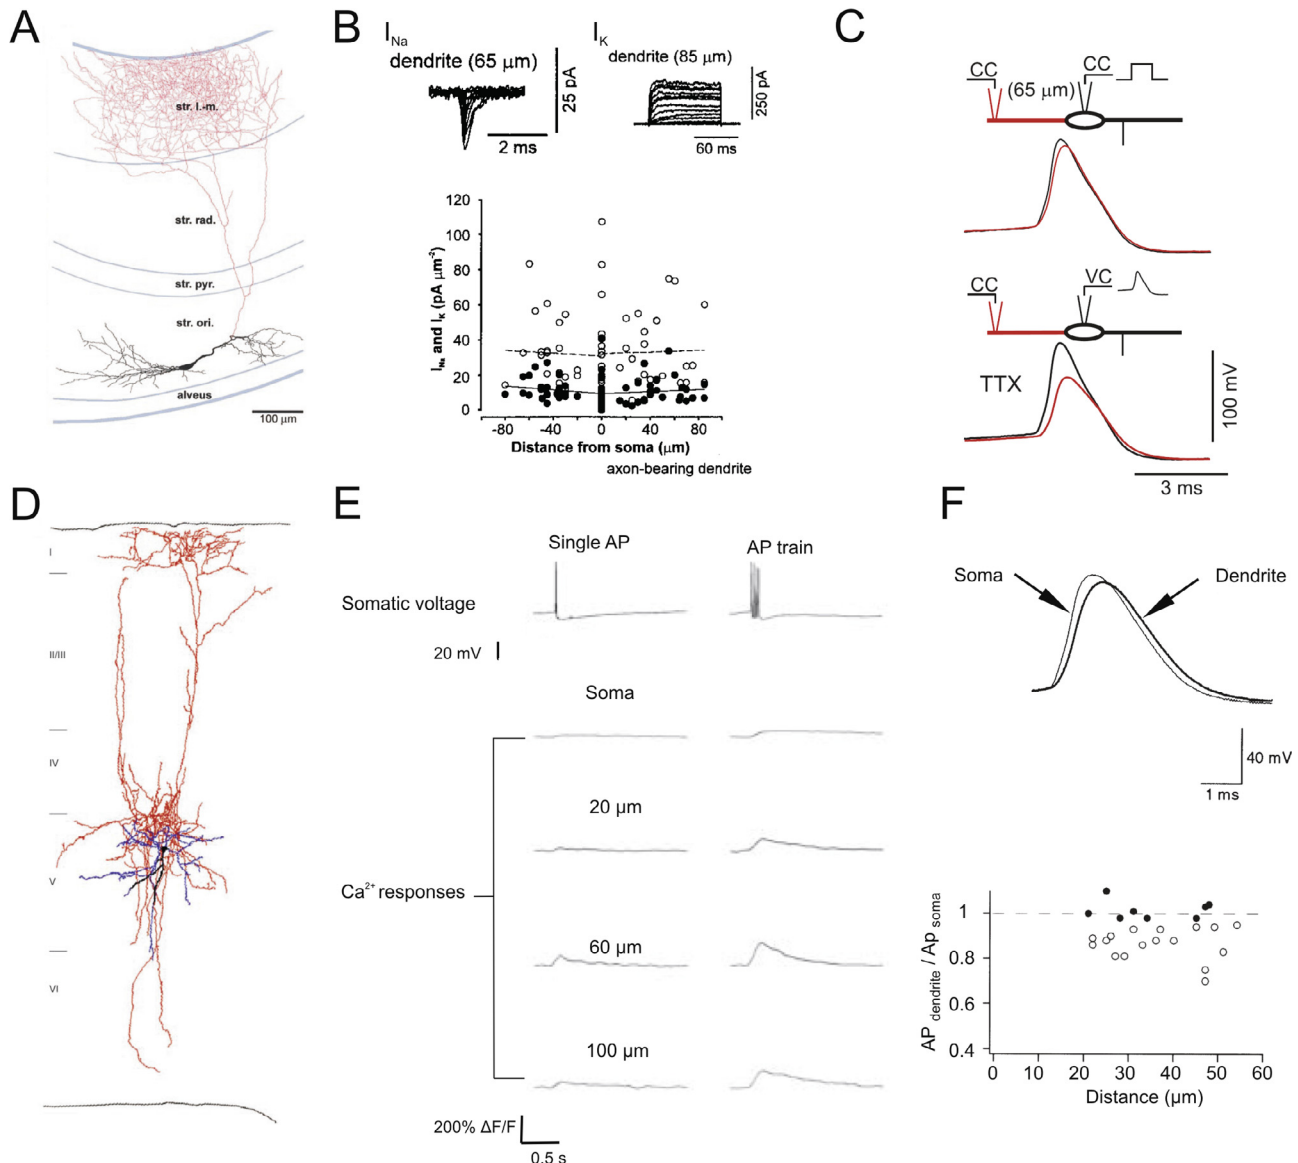 A
str. l.-m.
str. rad.
str. pyr.
str. ori.
alveus
100 µm
B
I Na
dendrite (65 µm)
25 pA
2 ms
I K
dendrite (85 µm)
250 pA
60 ms
120
100
80
60
40
20
0
I Na and I K (pA µm-2)
-80 -40 0 40 80
Distance from soma (µm)
axon-bearing dendrite
C
CC
(65 µm)
CC
CC
VC
TTX
100 mV
3 ms
D
I
II/III
IV
V
VI
E
Single AP
AP train
Somatic voltage
20 mV
Soma
20 µm
Ca2+ responses
60 µm
100 µm
200% ΔF/F
0.5 s
F
Soma
Dendrite
40 mV
1 ms
1
0.8
0.6
0.4
AP dendrite / Ap soma
0 10 20 30 40 50 60
Distance (µm)